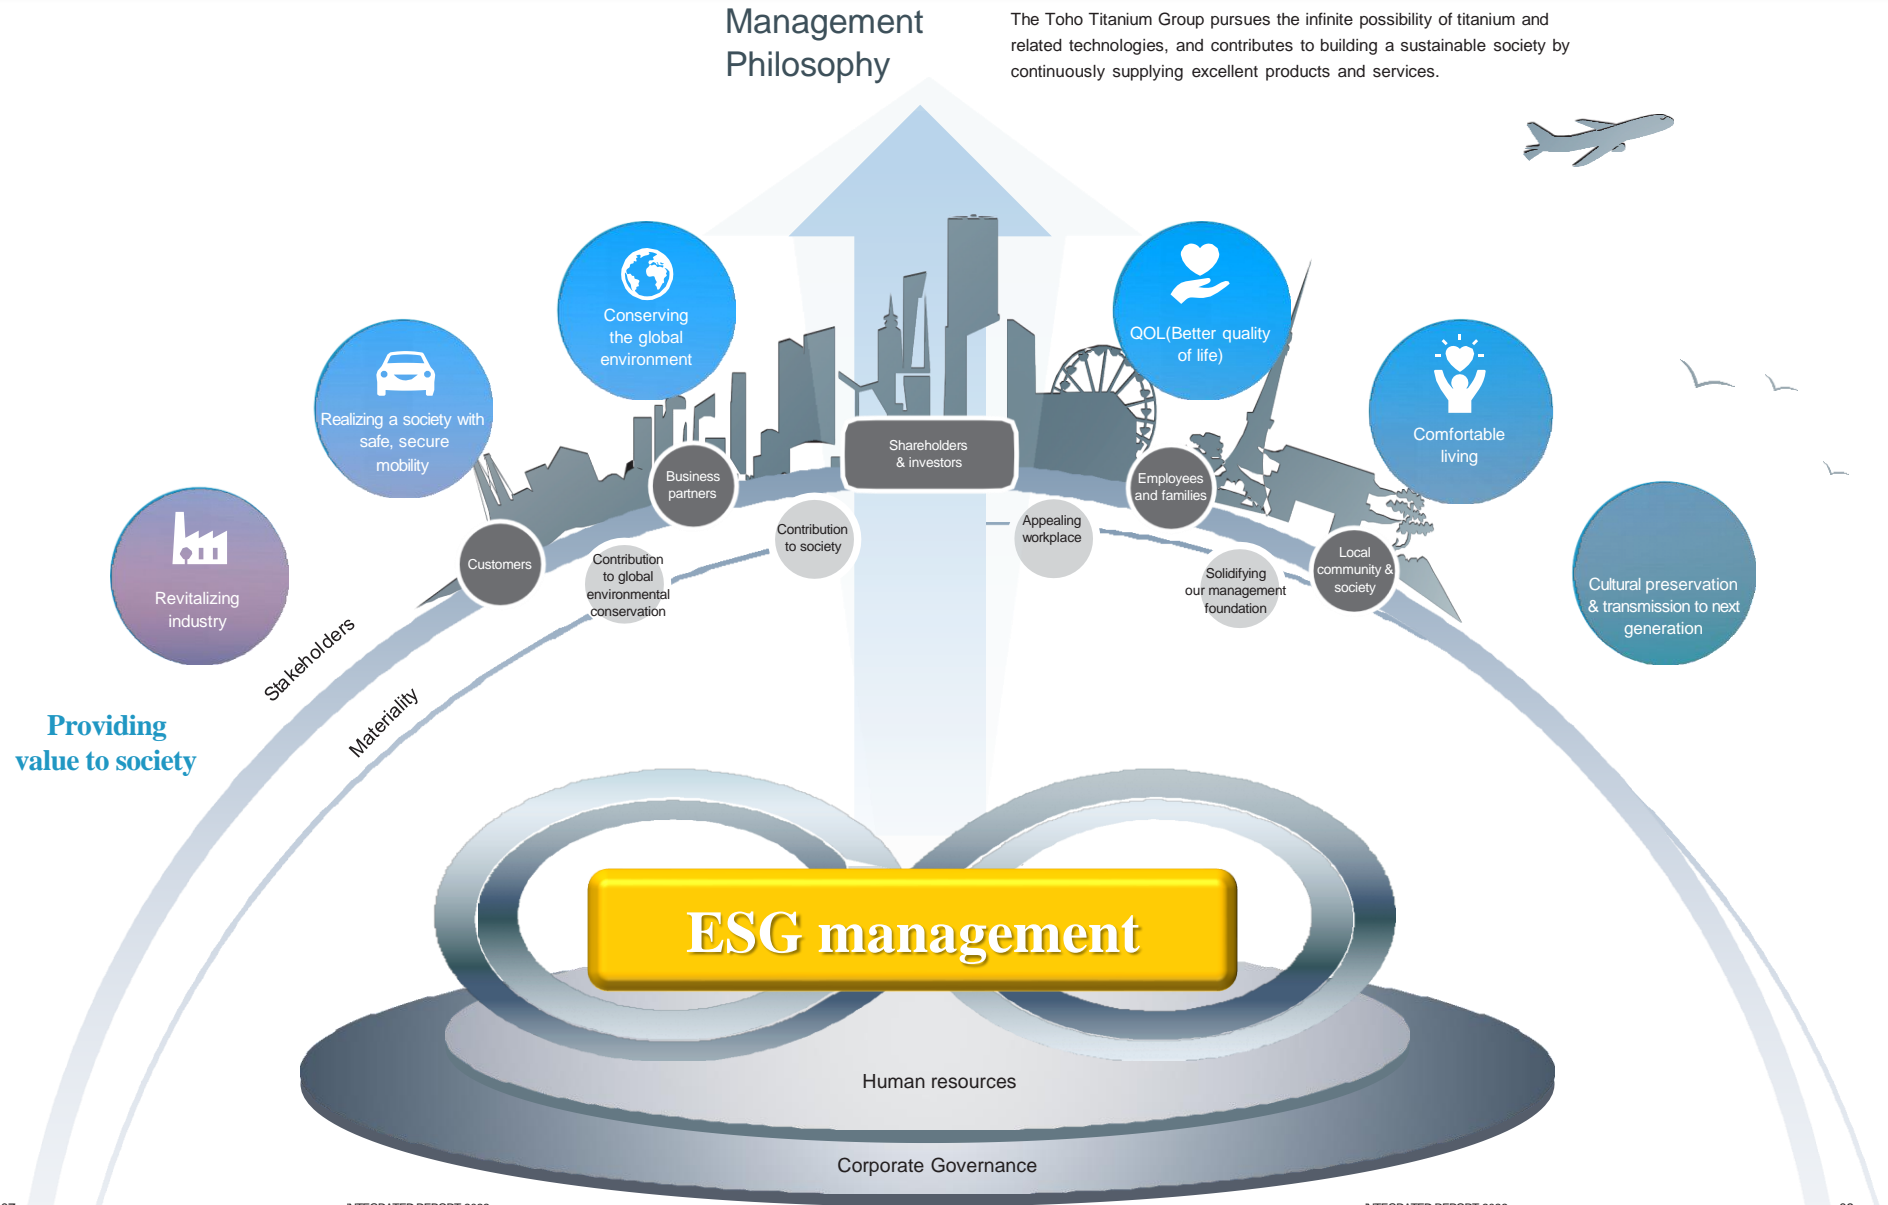 Management
Philosophy
The Toho Titanium Group pursues the infinite possibility of titanium and
related technologies, and contributes to building a sustainable society by
continuously supplying excellent products and services.
Conserving
the global
environment
QOL(Better quality
of life)
Realizing a society with
safe, secure
mobility
Comfortable
living
Revitalizing
industry
Cultural preservation
& transmission to next
generation
Shareholders
& investors
Business
partners
Employees
and families
Customers
Local
community &
society
Contribution
to society
Appealing
workplace
Contribution
to global
environmental
conservation
Solidifying
our management
foundation
Stakeholders
Materiality
Providing
value to society
ESG management
Human resources
Corporate Governance